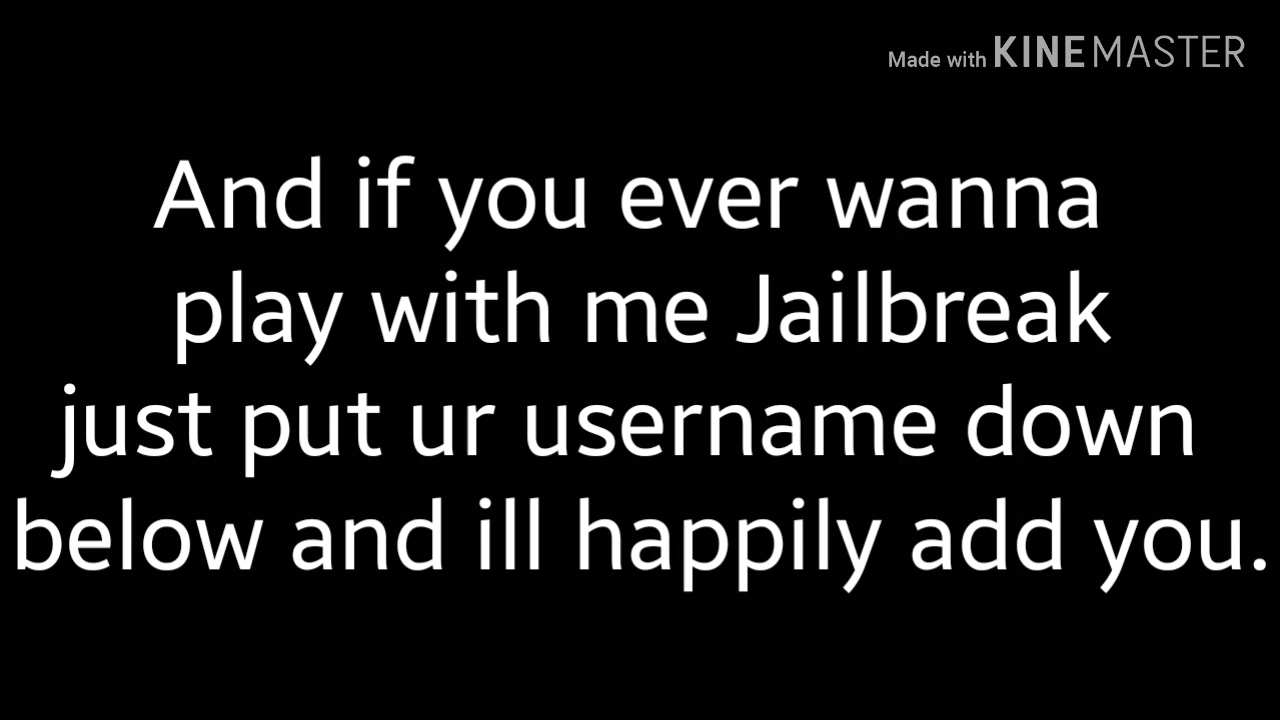 Made with KINEMASTER
And if you ever wanna
play with me Jailbreak
just put ur username down
below and ill happily add you.